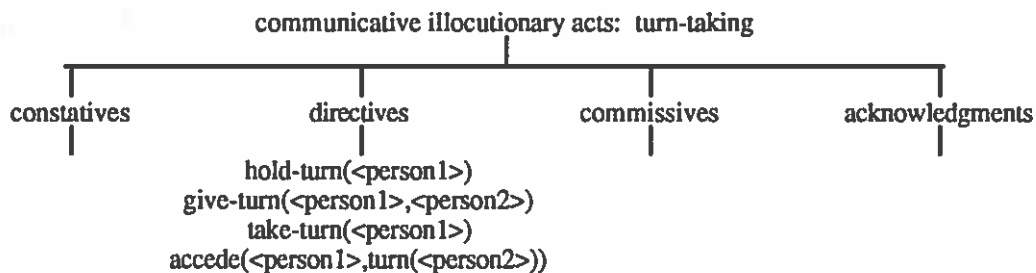 communicative illocutionary acts: turn-taking
constatives directives commissives acknowledgments
hold-turn(<person1>)
give-turn(<person1>,<person2>)
take-turn(<person1>)
accede(<person1>,turn(<person2>))